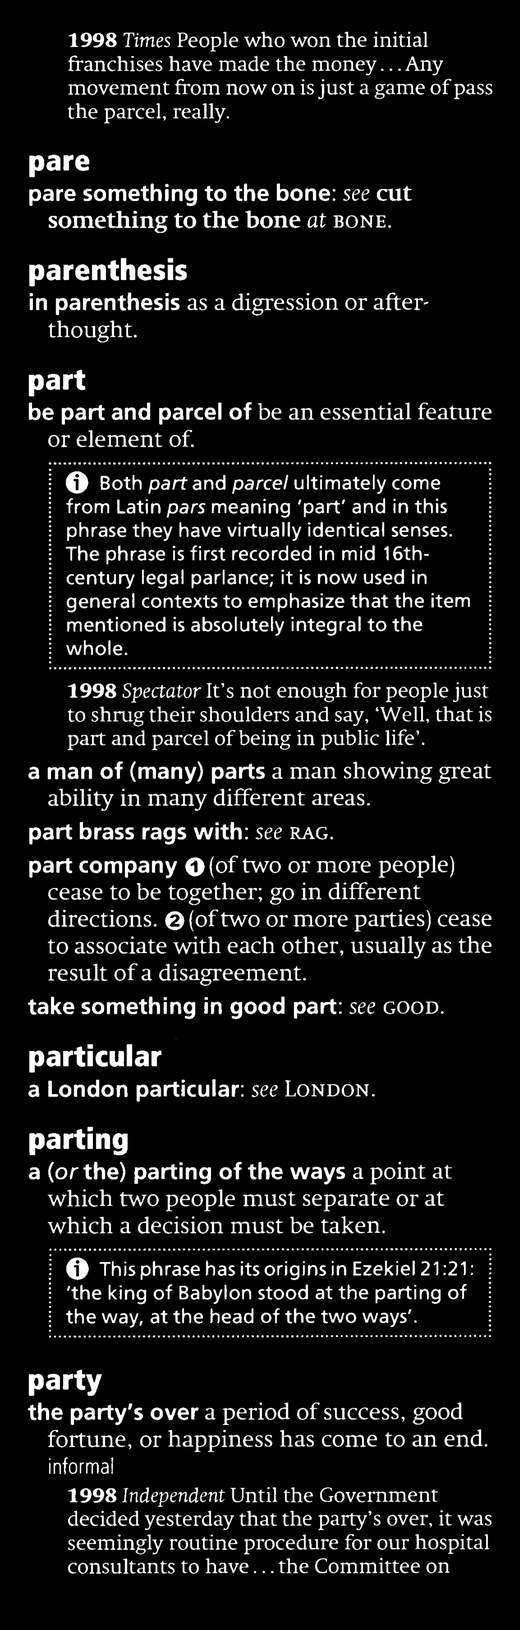 1998 Times People who won the initial
franchises have made the money...Any
movement from now on is just a game of pass
the parcel, really.
pare
pare something to the bone: see cut
something to the bone at BONE.
parenthesis
in parenthesis as a digression or after-
thought.
part
be part and parcel of be an essential feature
or element of.
i Both part and parcel ultimately come
from Latin pars meaning 'part' and in this
phrase they have virtually identical senses.
The phrase is first recorded in mid 16th-
century legal parlance; it is now used in
general contexts to emphasize that the item
mentioned is absolutely integral to the
whole.
1998 Spectator It's not enough for people just
to shrug their shoulders and say, 'Well, that is
part and parcel of being in public life'.
a man of (many) parts a man showing great
ability in many different areas.
part brass rags with: see RAG.
part company ❶ (of two or more people)
cease to be together; go in different
directions. ❷ (of two or more parties) cease
to associate with each other, usually as the
result of a disagreement.
take something in good part: see GOOD.
particular
a London particular: see LONDON.
parting
a (or the) parting of the ways a point at
which two people must separate or at
which a decision must be taken.
i This phrase has its origins in Ezekiel 21:21:
'the king of Babylon stood at the parting of
the way, at the head of the two ways'.
party
the party's over a period of success, good
fortune, or happiness has come to an end.
informal
1998 Independent Until the Government
decided yesterday that the party's over, it was
seemingly routine procedure for our hospital
consultants to have...the Committee on